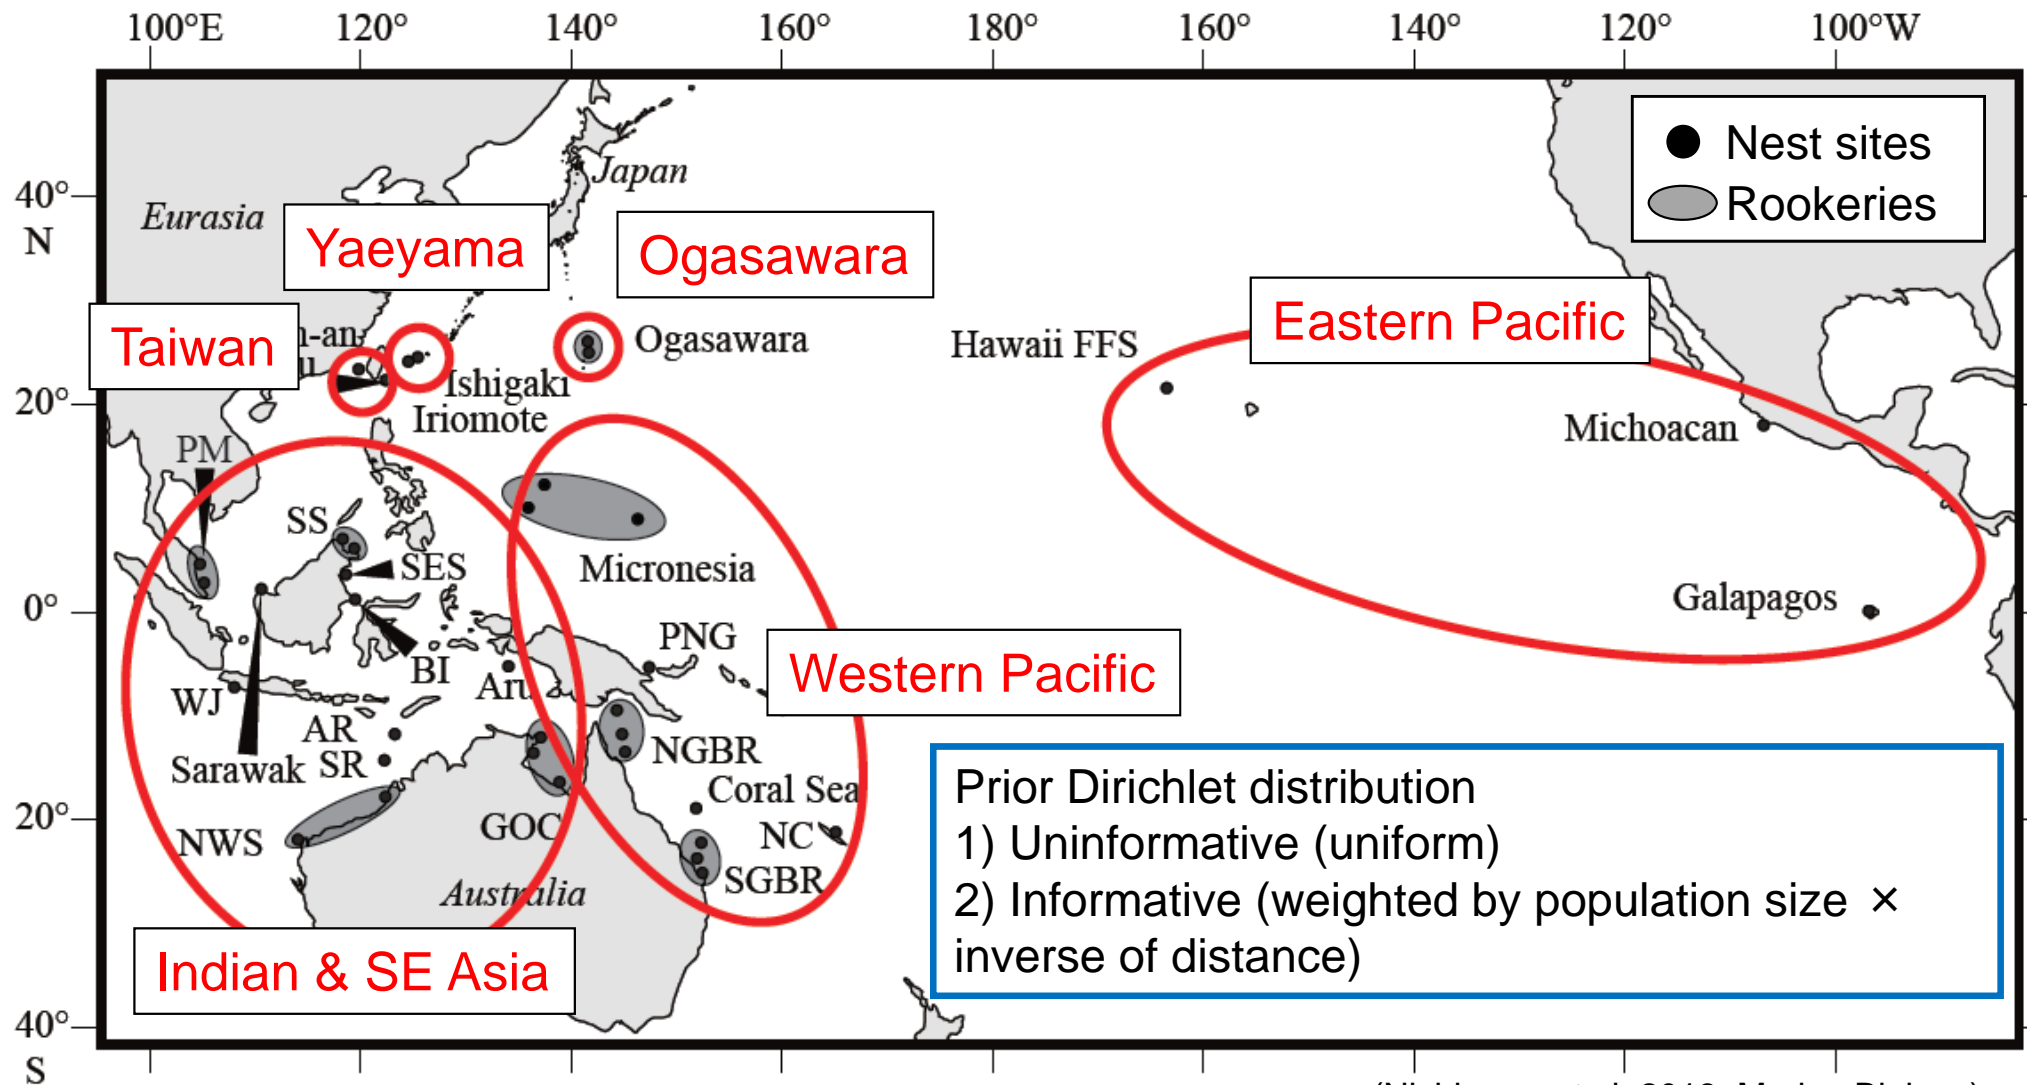 100°E 120° 140° 160° 180° 160° 140° 120° 100°W
Nest sites
Rookeries
Japan
40°
N
Eurasia
Yaeyama
Ogasawara
Eastern Pacific
Taiwan
Ogasawara
Hawaii FFS
Ishigaki
Iriomote
20°
Michoacan
PM
SS
SES
Micronesia
0°
Galapagos
PNG
BI
Western Pacific
WJ
Aru
AR
NGBR
Sarawak
SR
Coral Sea
20°
NWS
GOC
NC
SGBR
Australia
Prior Dirichlet distribution
1) Uninformative (uniform)
2) Informative (weighted by population size ×
inverse of distance)
Indian & SE Asia
40°
S